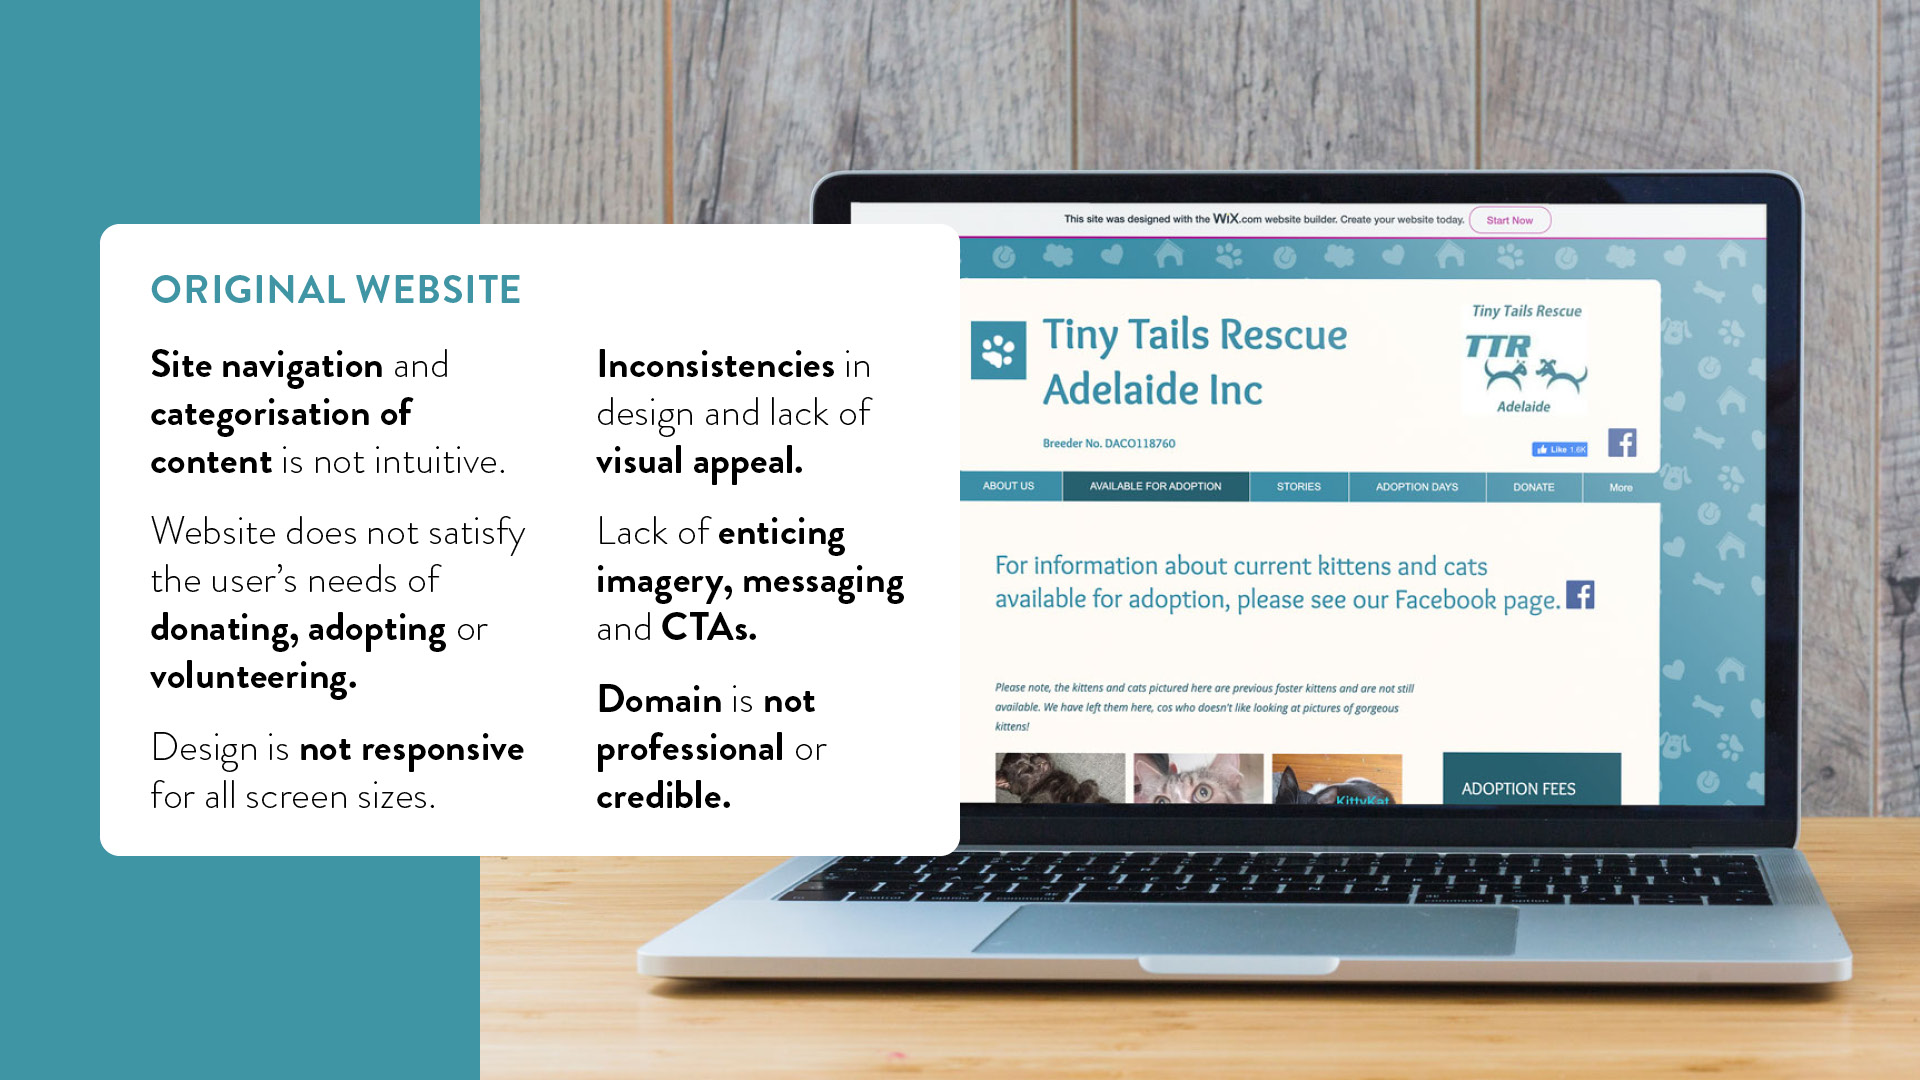 ORIGINAL WEBSITE
Site navigation and
categorisation of
content is not intuitive.
Website does not satisfy
the user's needs of
donating, adopting or
volunteering.
Design is not responsive
for all screen sizes.
Inconsistencies in
design and lack of
visual appeal.
Lack of enticing
imagery, messaging
and CTAs.
Domain is not
professional or
credible.
This site was designed with the WiX.com website builder. Create your website today.
Start Now
Tiny Tails Rescue
Adelaide Inc
Breeder No. DACO118760
Tiny Tails Rescue
TTR
Adelaide
Like 1.6K
ABOUT US
AVAILABLE FOR ADOPTION
STORIES
ADOPTION DAYS
DONATE
More
For information about current kittens and cats
available for adoption, please see our Facebook page.
Please note, the kittens and cats pictured here are previous foster kittens and are not still
available. We have left them here, cos who doesn't like looking at pictures of gorgeous
kittens!
KittyKat
ADOPTION FEES
control option command
command option